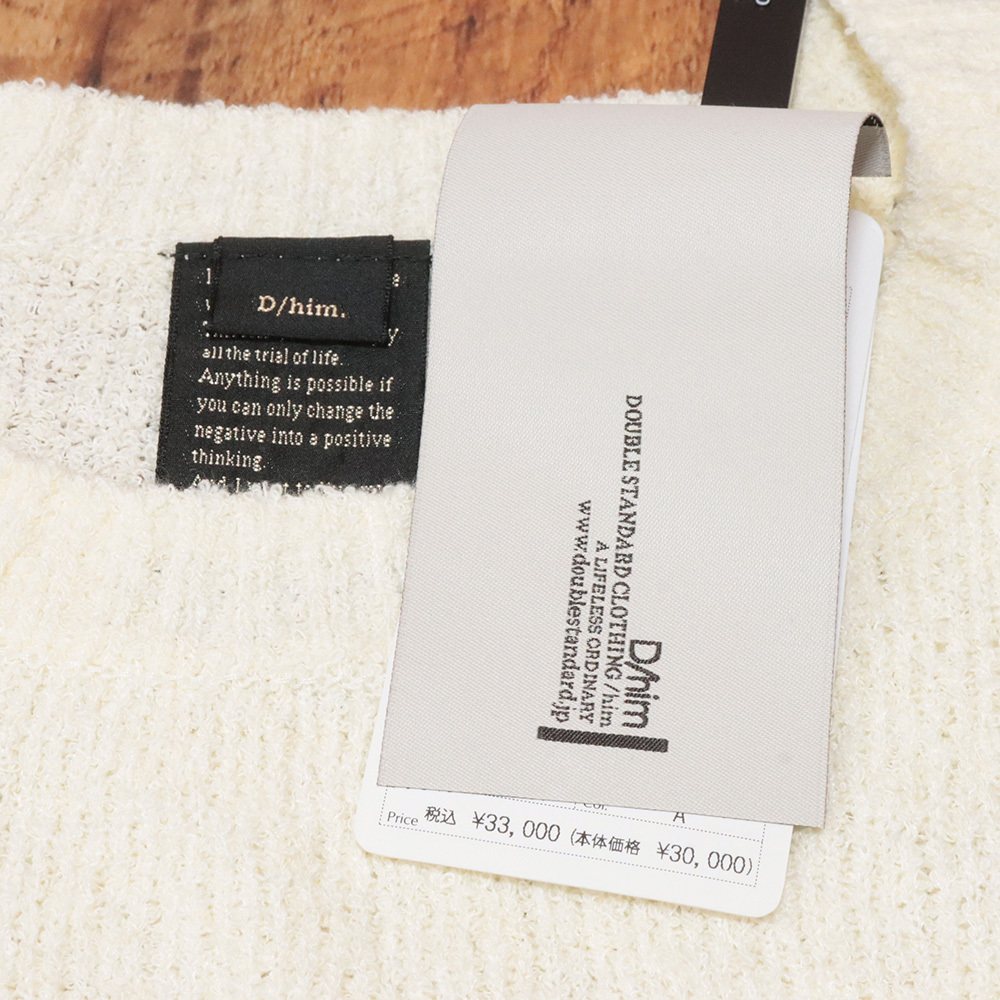 D/him.
all the trial of life.
Anything is possible if
you can only change the
negative into a positive
thinking.
D/him
DOUBLE STANDARD CLOTHING /him
A LIFELESS ORDINARY
www.doublestandard.jp
Col.
A
Price 税込 ¥33,000 (本体価格 ¥30,000)